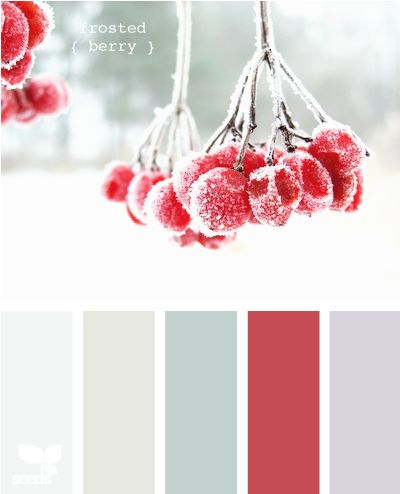 frosted
{ berry }
seeds